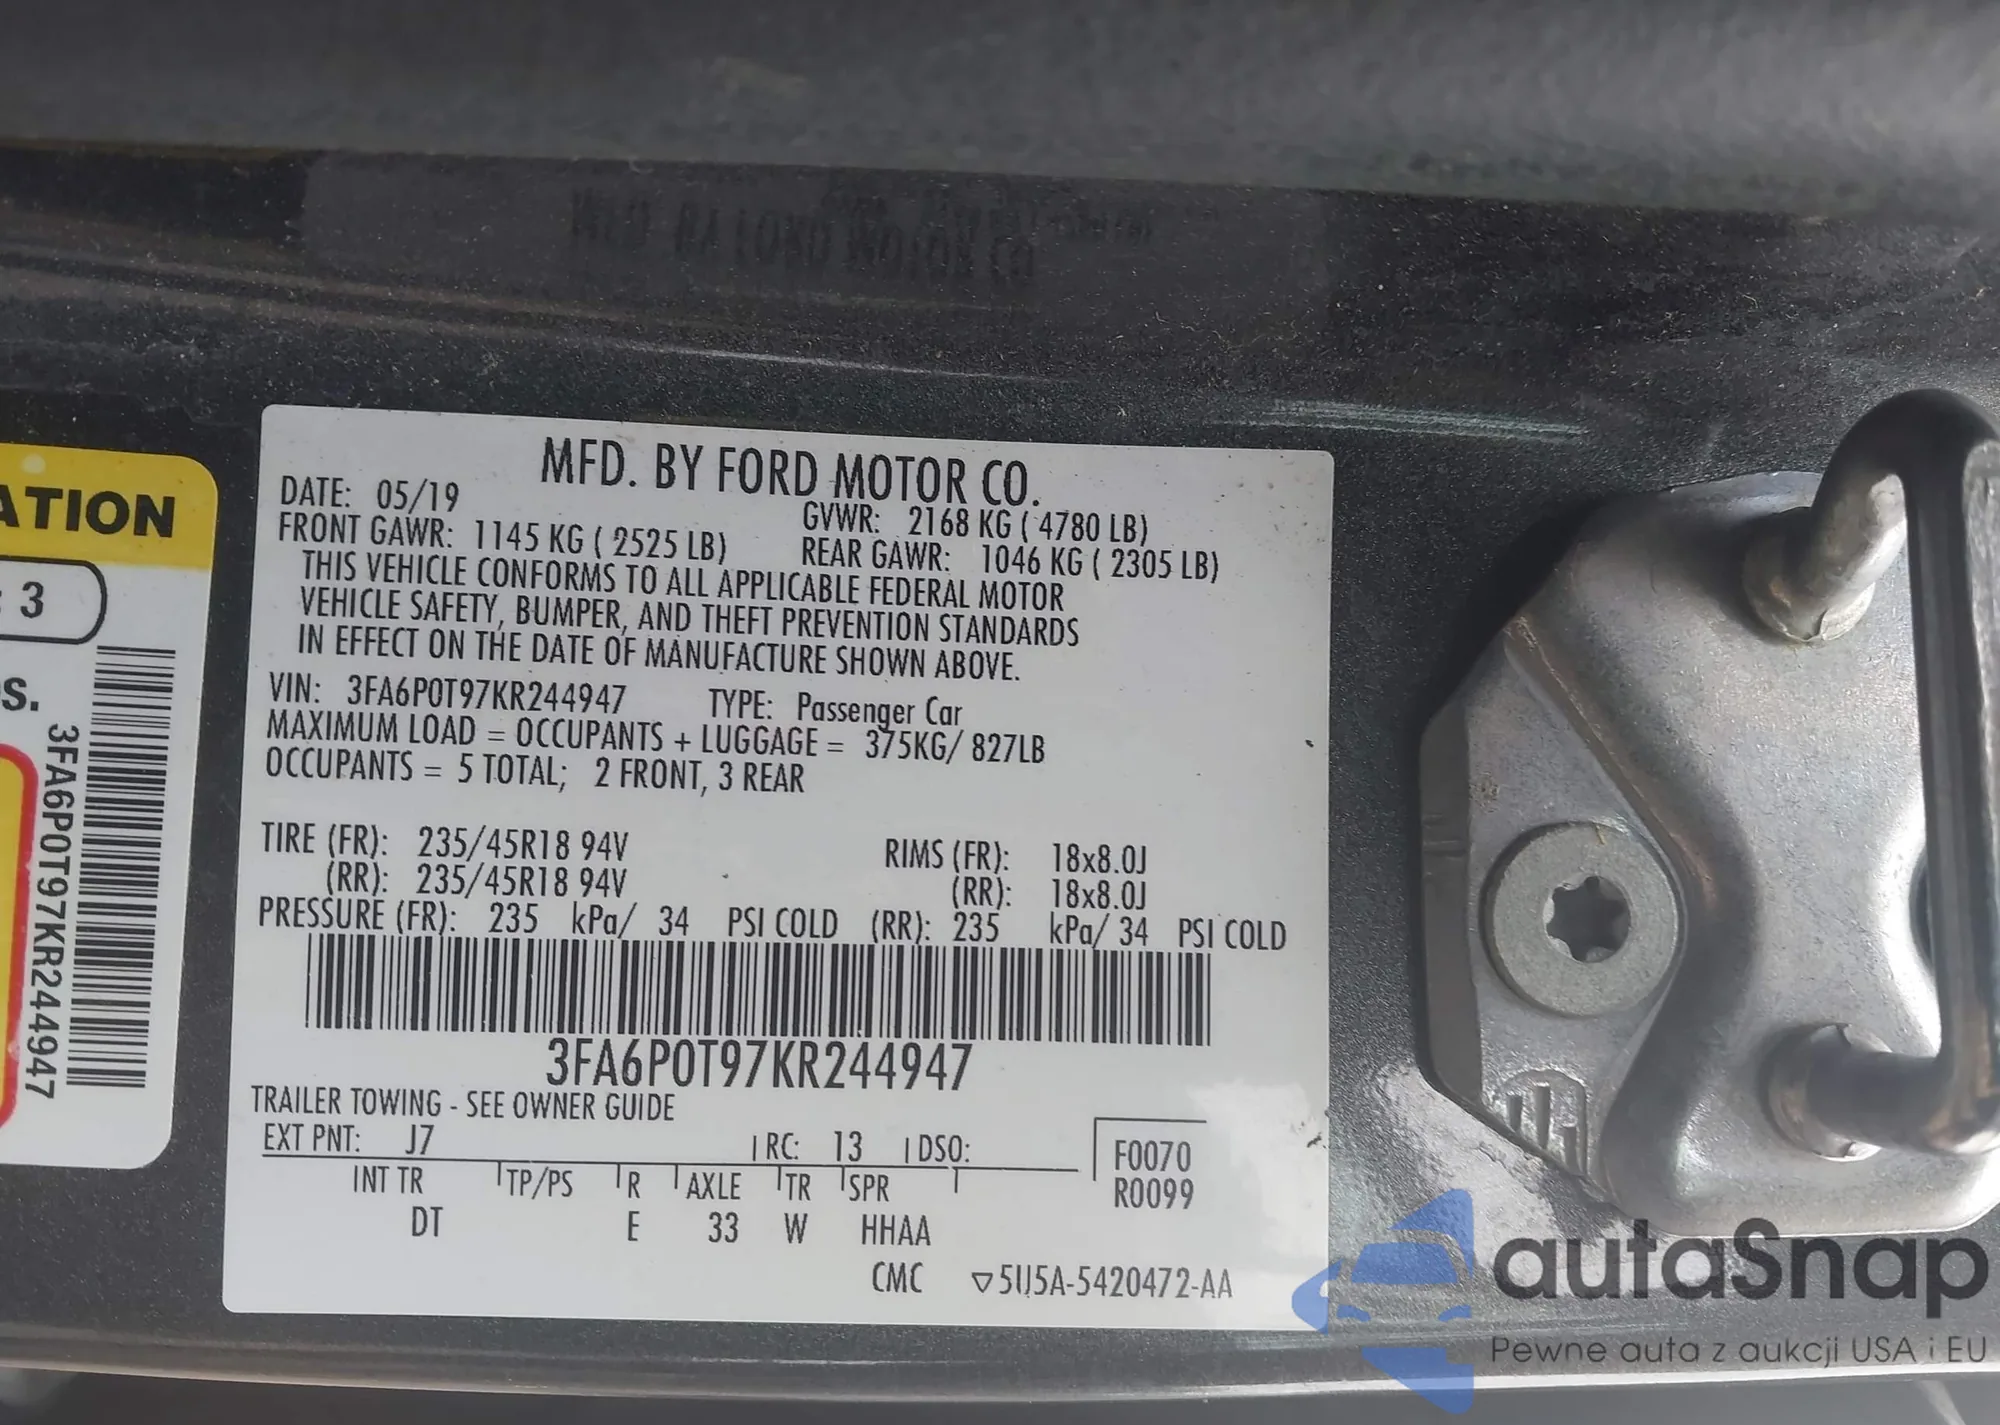 ATION
: 3
s.
3FA6P0T97KR244947
MFD. BY FORD MOTOR CO.
DATE: 05/19 GVWR: 2168 KG ( 4780 LB)
FRONT GAWR: 1145 KG ( 2525 LB) REAR GAWR: 1046 KG ( 2305 LB)
THIS VEHICLE CONFORMS TO ALL APPLICABLE FEDERAL MOTOR
VEHICLE SAFETY, BUMPER, AND THEFT PREVENTION STANDARDS
IN EFFECT ON THE DATE OF MANUFACTURE SHOWN ABOVE.
VIN: 3FA6P0T97KR244947 TYPE: Passenger Car
MAXIMUM LOAD = OCCUPANTS + LUGGAGE = 375KG/ 827LB
OCCUPANTS = 5 TOTAL; 2 FRONT, 3 REAR
TIRE (FR): 235/45R18 94V RIMS (FR): 18x8.0J
(RR): 235/45R18 94V (RR): 18x8.0J
PRESSURE (FR): 235 kPa/ 34 PSI COLD (RR): 235 kPa/ 34 PSI COLD
3FA6P0T97KR244947
TRAILER TOWING - SEE OWNER GUIDE
EXT PNT: J7 RC: 13 DSO: F0070
INT TR TP/PS R AXLE TR SPR R0099
DT E 33 W HHAA
CMC ▽5U5A-5420472-AA
autaSnap
Pewne auta z aukcji USA i EU